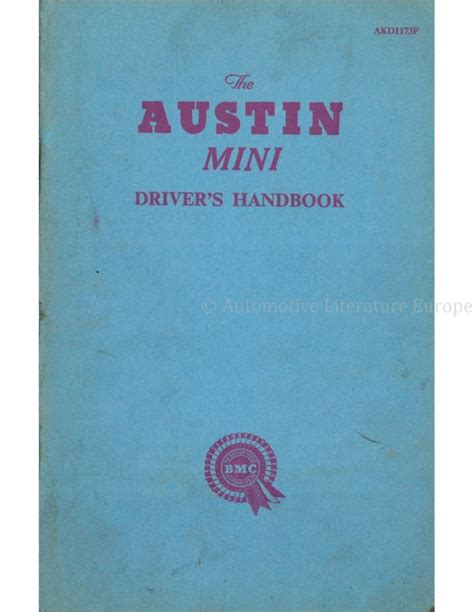 AKD1173F
The
AUSTIN
MINI
DRIVER'S HANDBOOK
© Automotive Literature Europe
BMC